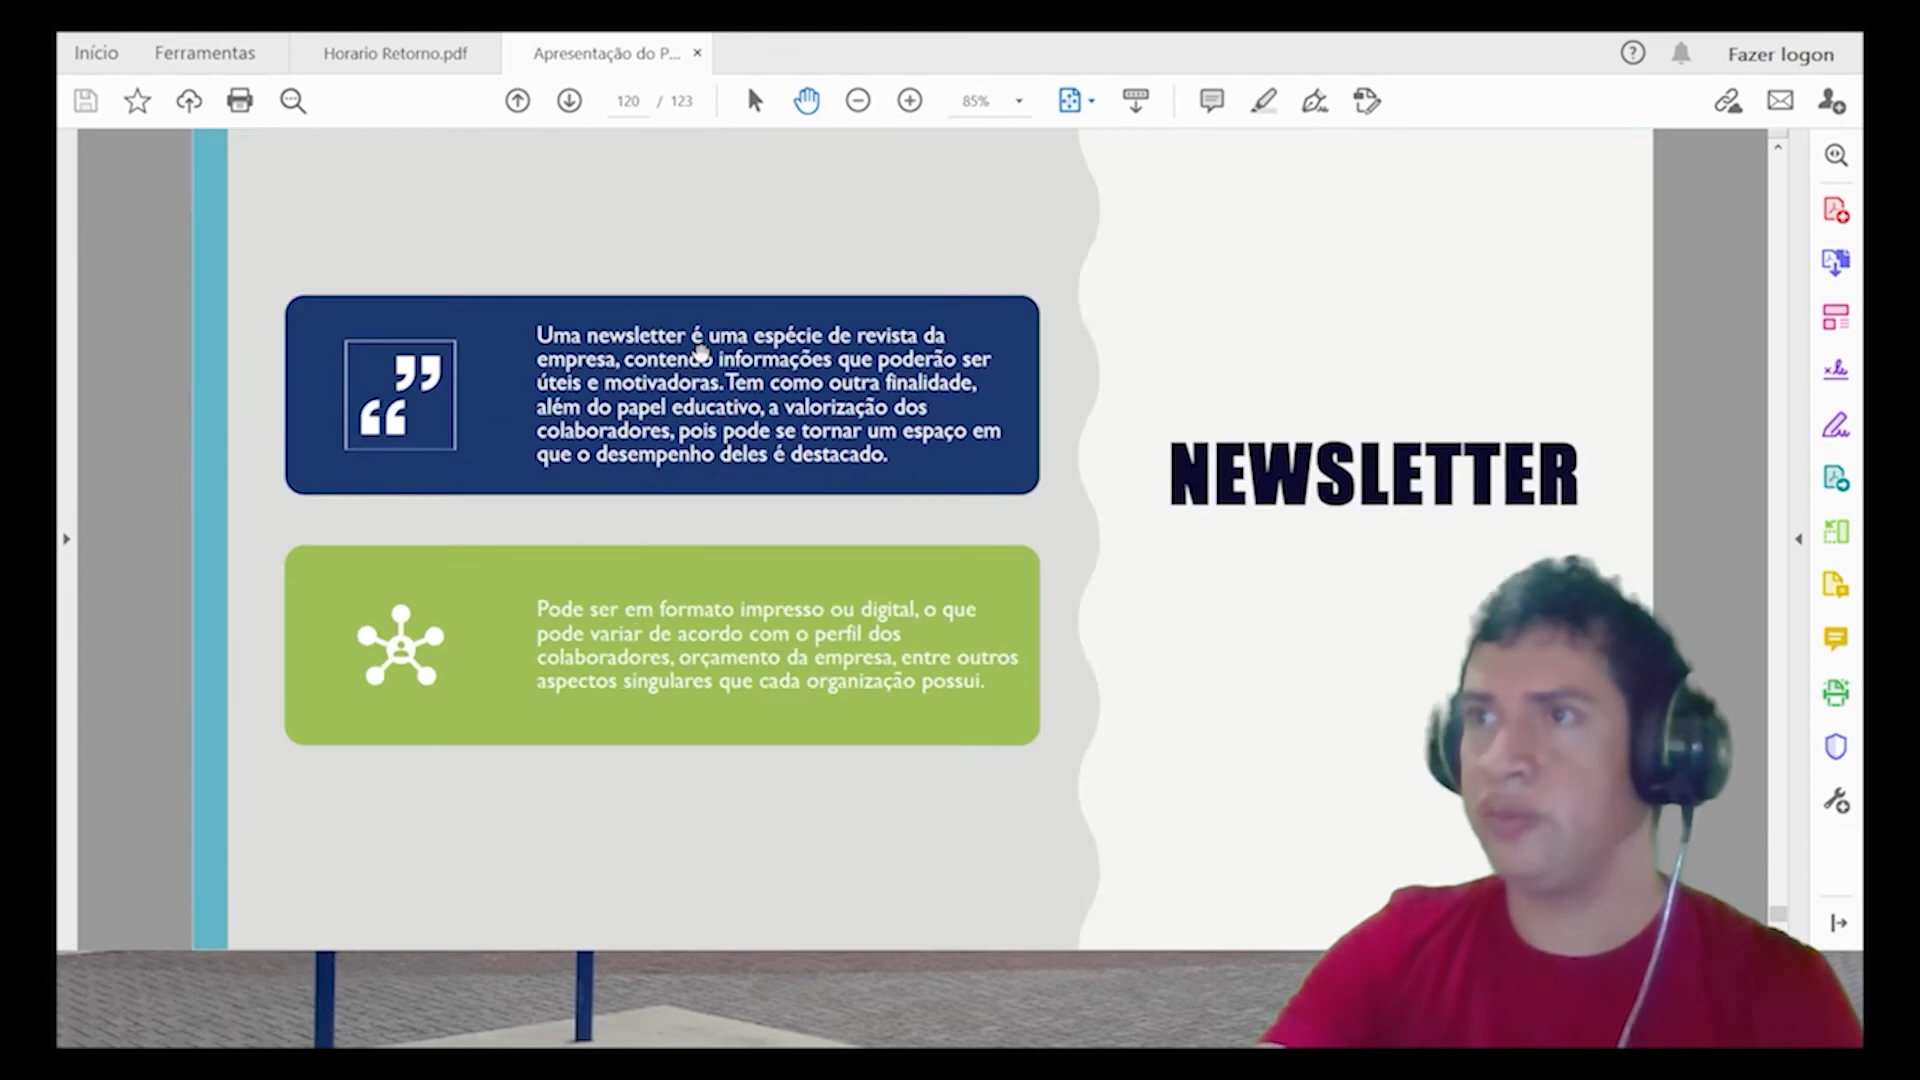 Início Ferramentas Horario Retorno.pdf Apresentação do P... × Fazer logon
120 / 123 85%
Uma newsletter é uma espécie de revista da
empresa, contendo informações que poderão ser
úteis e motivadoras. Tem como outra finalidade,
além do papel educativo, a valorização dos
colaboradores, pois pode se tornar um espaço em
que o desempenho deles é destacado.
NEWSLETTER
Pode ser em formato impresso ou digital, o que
pode variar de acordo com o perfil dos
colaboradores, orçamento da empresa, entre outros
aspectos singulares que cada organização possui.